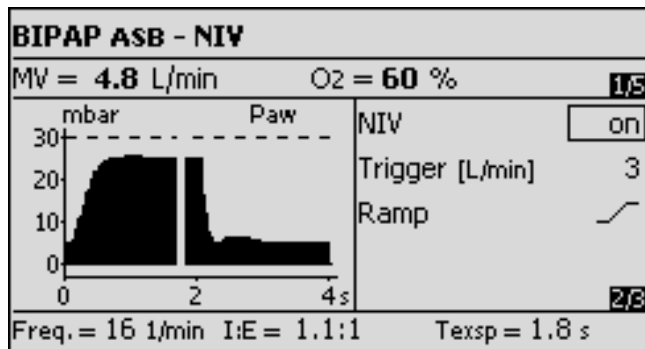 BIPAP ASB - NIV
MV = 4.8 L/min O2 = 60 % 1/5
mbar Paw
30
20
10
0
0 2 4 s
NIV on
Trigger [L/min] 3
Ramp
2/3
Freq. = 16 1/min I:E = 1.1:1 Texsp = 1.8 s